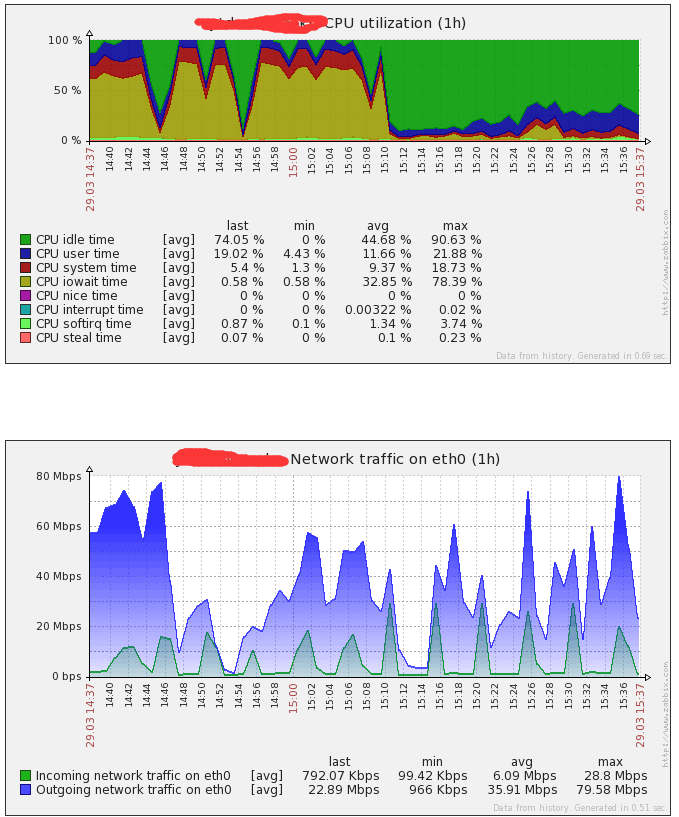 CPU utilization (1h)
100 %
50 %
0 %
29.03 14:37
14:40
14:42
14:44
14:46
14:48
14:50
14:52
14:54
14:56
14:58
15:00
15:02
15:04
15:06
15:08
15:10
15:12
15:14
15:16
15:18
15:20
15:22
15:24
15:26
15:28
15:30
15:32
15:34
15:36
29.03 15:37
last min avg max
CPU idle time [avg] 74.05 % 0 % 44.68 % 90.63 %
CPU user time [avg] 19.02 % 4.43 % 11.66 % 21.88 %
CPU system time [avg] 5.4 % 1.3 % 9.37 % 18.73 %
CPU iowait time [avg] 0.58 % 0.58 % 32.85 % 78.39 %
CPU nice time [avg] 0 % 0 % 0 % 0 %
CPU interrupt time [avg] 0 % 0 % 0.00322 % 0.02 %
CPU softirq time [avg] 0.87 % 0.1 % 1.34 % 3.74 %
CPU steal time [avg] 0.07 % 0 % 0.1 % 0.23 %
http://www.zabbix.com
Data from history. Generated in 0.69 sec.
Network traffic on eth0 (1h)
80 Mbps
60 Mbps
40 Mbps
20 Mbps
0 bps
29.03 14:37
14:40
14:42
14:44
14:46
14:48
14:50
14:52
14:54
14:56
14:58
15:00
15:02
15:04
15:06
15:08
15:10
15:12
15:14
15:16
15:18
15:20
15:22
15:24
15:26
15:28
15:30
15:32
15:34
15:36
29.03 15:37
last min avg max
Incoming network traffic on eth0 [avg] 792.07 Kbps 99.42 Kbps 6.09 Mbps 28.8 Mbps
Outgoing network traffic on eth0 [avg] 22.89 Mbps 966 Kbps 35.91 Mbps 79.58 Mbps
http://www.zabbix.com
Data from history. Generated in 0.51 sec.